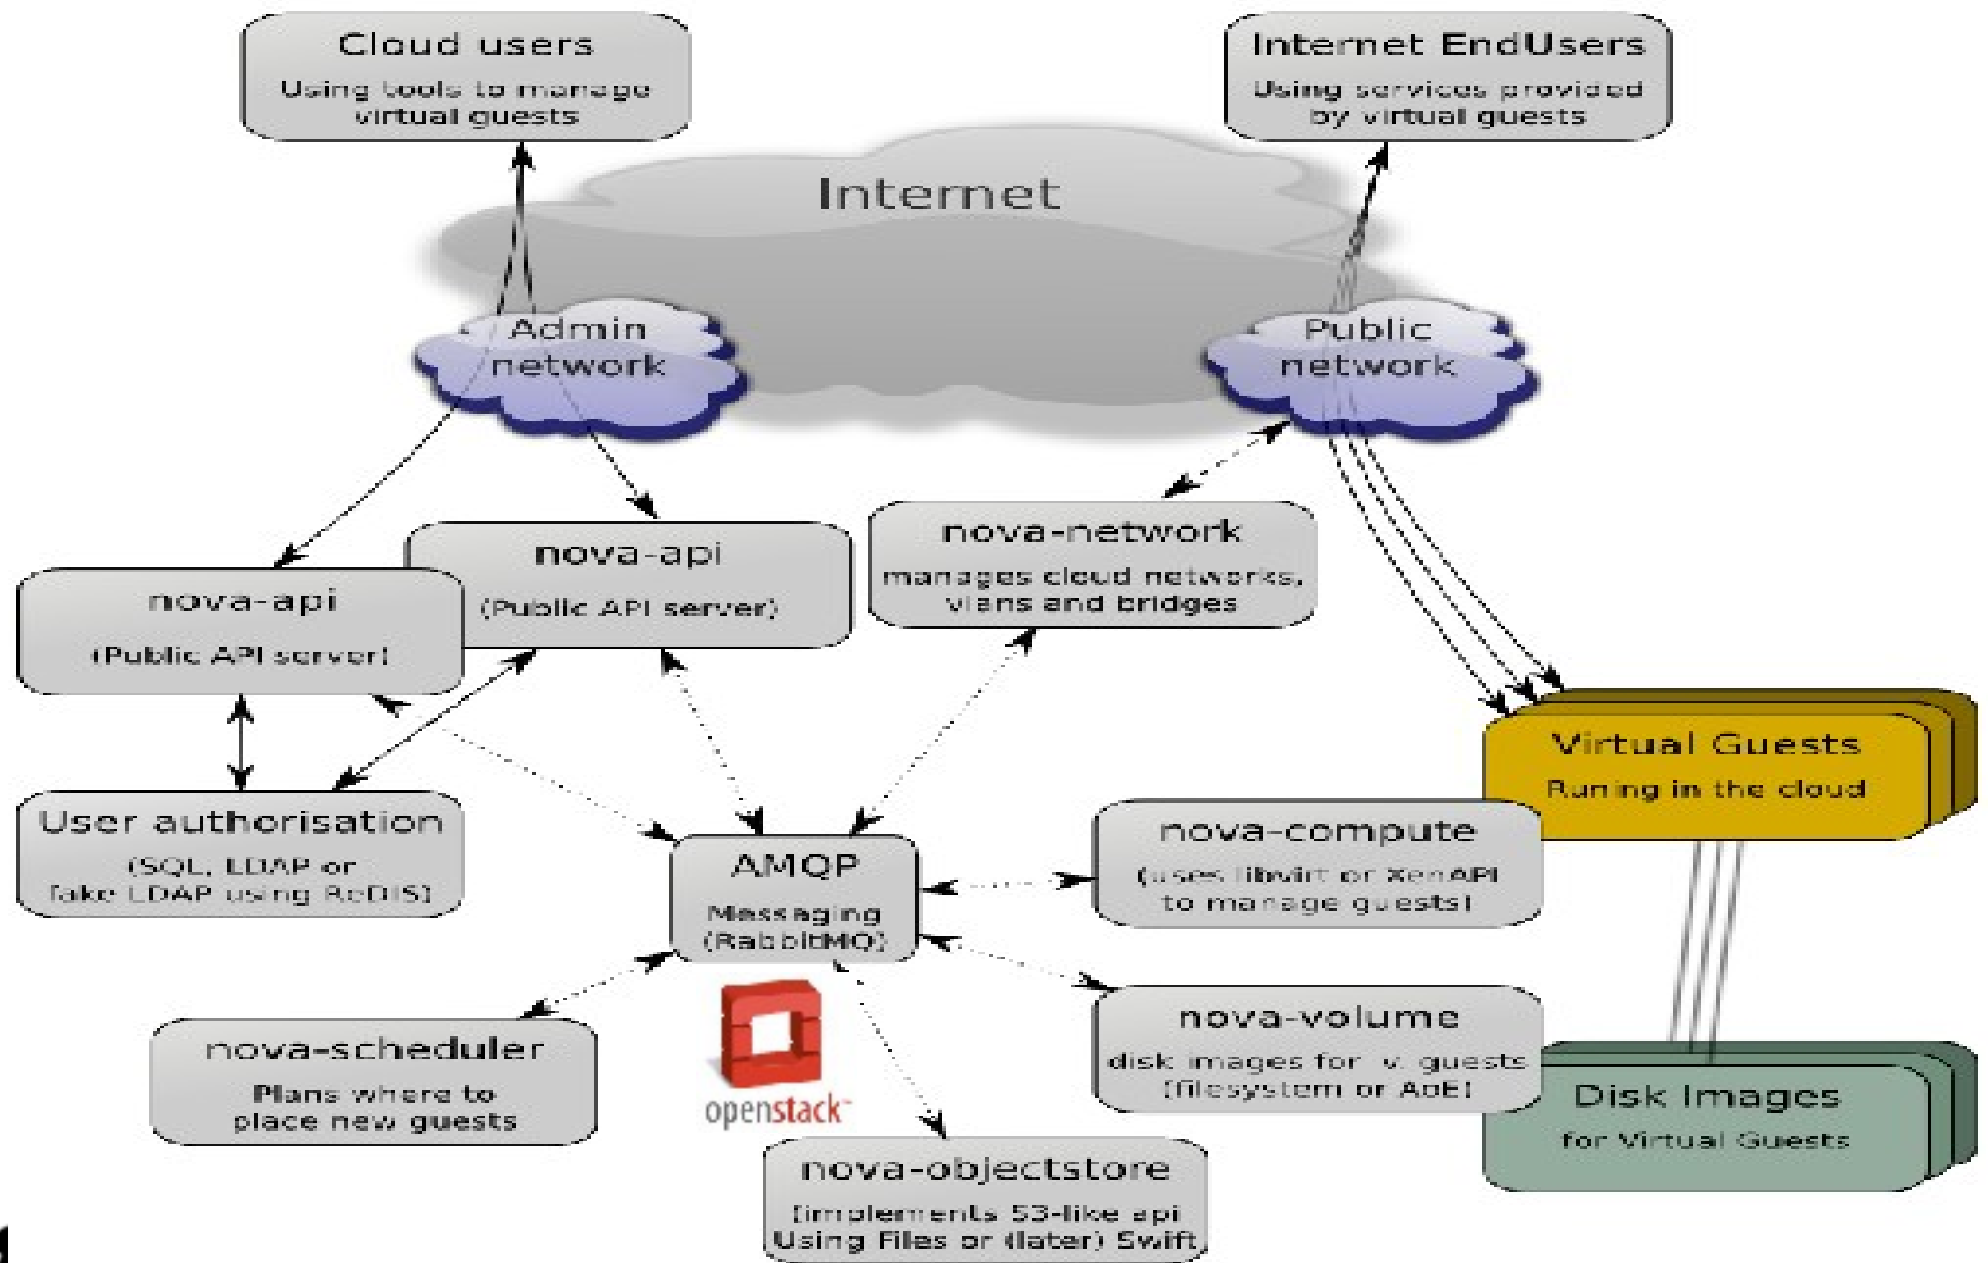 Cloud users
Using tools to manage
virtual guests
Internet EndUsers
Using services provided
by virtual guests
Internet
Admin
network
Public
network
nova-api
(Public API server)
nova-api
(Public API server)
nova-network
manages cloud networks,
vlans and bridges
User authorisation
(SQL, LDAP or
fake LDAP using ReDIS)
AMQP
Messaging
(RabbitMQ)
Virtual Guests
Runing in the cloud
nova-compute
(uses libvirt or XenAPI
to manage guests)
nova-scheduler
Plans where to
place new guests
openstack™
nova-volume
disk images for v. guests
(filesystem or AoE)
Disk Images
for Virtual Guests
nova-objectstore
(implements S3-like api
Using Files or (later) Swift